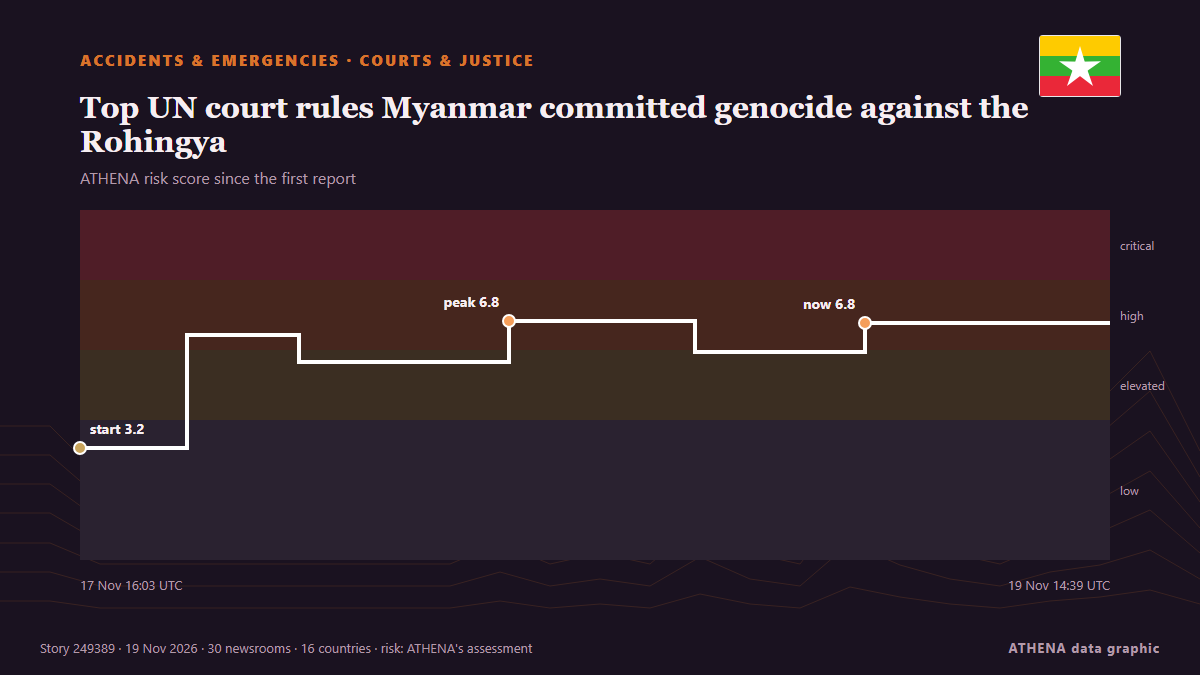 ACCIDENTS & EMERGENCIES · COURTS & JUSTICE
Top UN court rules Myanmar committed genocide against the
Rohingya
ATHENA risk score since the first report
critical
peak 6.8
now 6.8
high
elevated
start 3.2
low
17 Nov 16:03 UTC
19 Nov 14:39 UTC
Story 249389 · 19 Nov 2026 · 30 newsrooms · 16 countries · risk: ATHENA's assessment
ATHENA data graphic